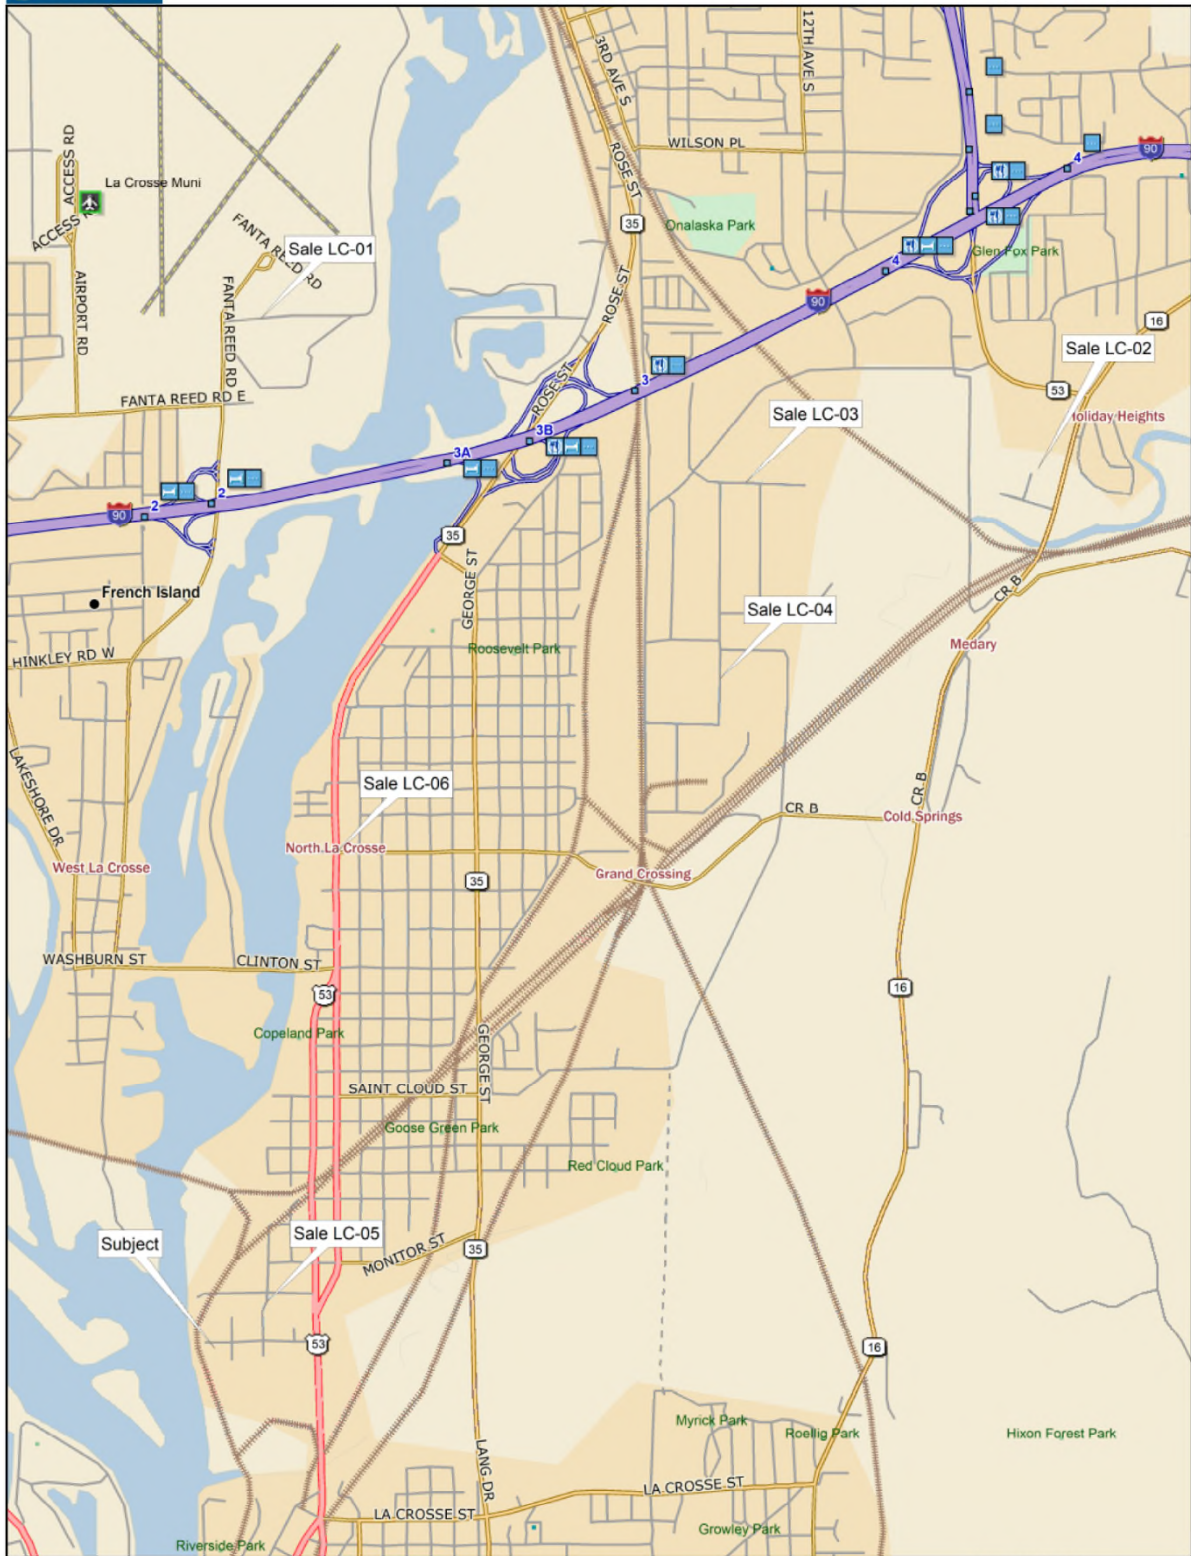 12TH AVE S
3RD AVE S
WILSON PL
ROSE ST
90
4
ACCESS RD
La Crosse Muni
ACCESS R
35
Onalaska Park
FANTA REED RD
Sale LC-01
4
Glen Fox Park
AIRPORT RD
FANTA REED RD
ROSE ST
90
16
Sale LC-02
3
ROSE ST
53
FANTA REED RD E
Sale LC-03
Holiday Heights
3B
3A
2
2
90
35
GEORGE ST
French Island
CR B
Sale LC-04
HINKLEY RD W
Roosevelt Park
Medary
LAKESHORE DR
Sale LC-06
CR B
CR B
Cold Springs
North La Crosse
West La Crosse
Grand Crossing
35
WASHBURN ST
CLINTON ST
53
16
Copeland Park
GEORGE ST
SAINT CLOUD ST
Goose Green Park
Red Cloud Park
Subject
Sale LC-05
MONITOR ST
35
53
16
Myrick Park
Roellig Park
Hixon Forest Park
LANG DR
LA CROSSE ST
LA CROSSE ST
Growley Park
Riverside Park